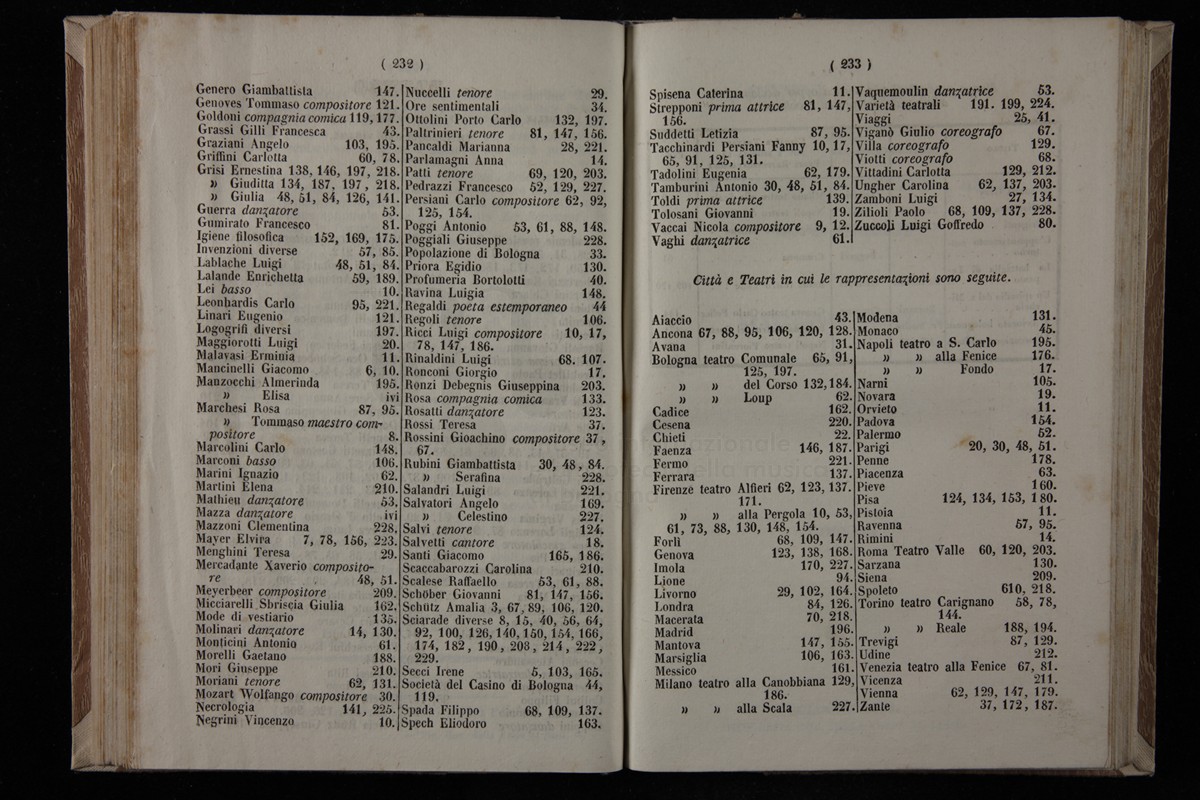 ( 232 )
Genero Giambattista 147.
Genoves Tommaso compositore 121.
Goldoni compagnia comica 119, 177.
Grassi Gilli Francesca 43.
Graziani Angelo 103, 195.
Griffini Carlotta 60, 78.
Grisi Ernestina 138, 146, 197, 218.
» Giuditta 134, 187, 197, 218.
» Giulia 48, 51, 84, 126, 141.
Guerra danzatore 53.
Gumirato Francesco 81.
Igiene filosofica 152, 169, 175.
Invenzioni diverse 57, 85.
Lablache Luigi 48, 51, 84.
Lalande Enrichetta 59, 189.
Lei basso 10.
Leonhardis Carlo 95, 221.
Linari Eugenio 121.
Logogrifi diversi 197.
Maggiorotti Luigi 20.
Malavasi Erminia 11.
Mancinelli Giacomo 6, 10.
Manzocchi Almerinda 195.
» Elisa ivi
Marchesi Rosa 87, 95.
» Tommaso maestro com-
positore 8.
Marcolini Carlo 148.
Marconi basso 106.
Marini Ignazio 62.
Martini Elena 210.
Mathieu danzatore 53.
Mazza danzatore ivi
Mazzoni Clementina 228.
Mayer Elvira 7, 78, 156, 223.
Menghini Teresa 29.
Mercadante Xaverio composito-
re 48, 51.
Meyerbeer compositore 209.
Micciarelli Sbriscia Giulia 162.
Mode di vestiario 135.
Molinari danzatore 14, 130.
Monticini Antonio 61.
Morelli Gaetano 188.
Mori Giuseppe 210.
Moriani tenore 62, 131.
Mozart Wolfango compositore 30.
Necrologia 141, 225.
Negrini Vincenzo 10.
Nuccelli tenore 29.
Ore sentimentali 34.
Ottolini Porto Carlo 132, 197.
Paltrinieri tenore 81, 147, 156.
Pancaldi Marianna 28, 221.
Parlamagni Anna 14.
Patti tenore 69, 120, 203.
Pedrazzi Francesco 52, 129, 227.
Persiani Carlo compositore 62, 92,
125, 154.
Poggi Antonio 53, 61, 88, 148.
Poggiali Giuseppe 228.
Popolazione di Bologna 33.
Priora Egidio 130.
Profumeria Bortolotti 40.
Ravina Luigia 148.
Regaldi poeta estemporaneo 44
Regoli tenore 106.
Ricci Luigi compositore 10, 17,
78, 147, 186.
Rinaldini Luigi 68. 107.
Ronconi Giorgio 17.
Ronzi Debegnis Giuseppina 203.
Rosa compagnia comica 133.
Rosatti danzatore 123.
Rossi Teresa 37.
Rossini Gioachino compositore 37,
67.
Rubini Giambattista 30, 48, 84.
» Serafina 228.
Salandri Luigi 221.
Salvatori Angelo 169.
» Celestino 227.
Salvi tenore 124.
Salvetti cantore 18.
Santi Giacomo 165, 186.
Scaccabarozzi Carolina 210.
Scalese Raffaello 53, 61, 88.
Schöber Giovanni 81, 147, 156.
Schütz Amalia 3, 67, 89, 106, 120.
Sciarade diverse 8, 15, 40, 56, 64,
92, 100, 126, 140, 150, 154, 166,
174, 182, 190, 208, 214, 222,
229.
Secci Irene 5, 103, 165.
Società del Casino di Bologna 44,
119.
Spada Filippo 68, 109, 137.
Spech Eliodoro 163.
( 233 )
Spisena Caterina 11.
Strepponi prima attrice 81, 147,
156.
Suddetti Letizia 87, 95.
Tacchinardi Persiani Fanny 10, 17,
65, 91, 125, 131.
Tadolini Eugenia 62, 179.
Tamburini Antonio 30, 48, 51, 84.
Toldi prima attrice 139.
Tolosani Giovanni 19.
Vaccai Nicola compositore 9, 12.
Vaghi danzatrice 61.
Vaquemoulin danzatrice 53.
Varietà teatrali 191. 199, 224.
Viaggi 25, 41.
Viganò Giulio coreografo 67.
Villa coreografo 129.
Viotti coreografo 68.
Vittadini Carlotta 129, 212.
Ungher Carolina 62, 137, 203.
Zamboni Luigi 27, 134.
Zilioli Paolo 68, 109, 137, 228.
Zuccoli Luigi Goffredo 80.
Città e Teatri in cui le rappresentazioni sono seguite.
Aiaccio 43.
Ancona 67, 88, 95, 106, 120, 128.
Avana 31.
Bologna teatro Comunale 65, 91,
125, 197.
» » del Corso 132, 184.
» » Loup 62.
Cadice 162.
Cesena 220.
Chieti 22.
Faenza 146, 187.
Fermo 221.
Ferrara 137.
Firenze teatro Alfieri 62, 123, 137.
171.
» » alla Pergola 10, 53,
61, 73, 88, 130, 148, 154.
Forlì 68, 109, 147.
Genova 123, 138, 168.
Imola 170, 227.
Lione 94.
Livorno 29, 102, 164.
Londra 84, 126.
Macerata 70, 218.
Madrid 196.
Mantova 147, 155.
Marsiglia 106, 163.
Messico 161.
Milano teatro alla Canobbiana 129,
186.
» » alla Scala 227.
Modena 131.
Monaco 45.
Napoli teatro a S. Carlo 195.
» » alla Fenice 176.
» » Fondo 17.
Narni 105.
Novara 19.
Orvieto 11.
Padova 154.
Palermo 52.
Parigi 20, 30, 48, 51.
Penne 178.
Piacenza 63.
Pieve 160.
Pisa 124, 134, 153, 180.
Pistoia 11.
Ravenna 57, 95.
Rimini 14.
Roma Teatro Valle 60, 120, 203.
Sarzana 130.
Siena 209.
Spoleto 610, 218.
Torino teatro Carignano 58, 78,
144.
» » Reale 188, 194.
Trevigi 87, 129.
Udine 212.
Venezia teatro alla Fenice 67, 81.
Vicenza 211.
Vienna 62, 129, 147, 179.
Zante 37, 172, 187.